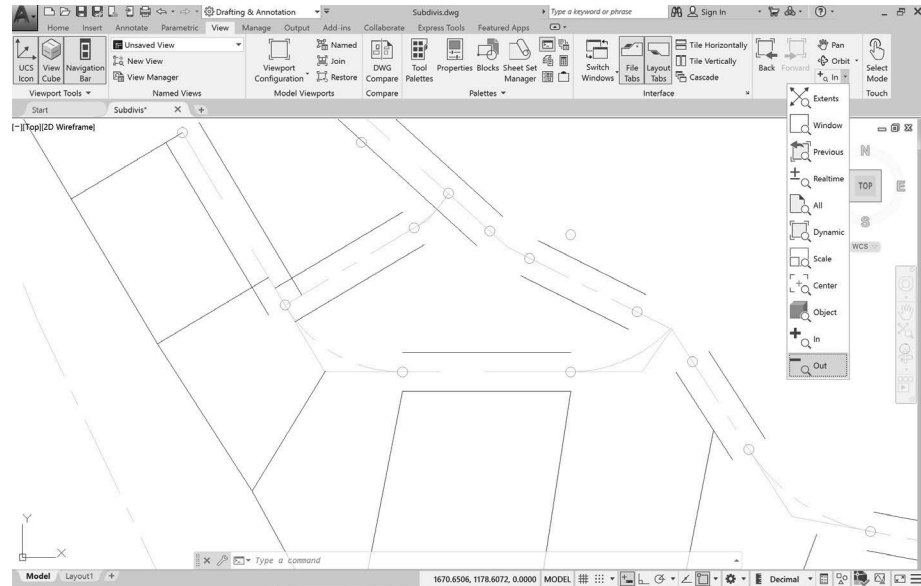 A Drafting & Annotation Subdivis.dwg Type a keyword or phrase Sign In
Home Insert Annotate Parametric View Manage Output Add-ins Collaborate Express Tools Featured Apps
Unsaved View
New View
View Manager
UCS Icon
View Cube
Navigation Bar
Viewport Configuration
Named
Join
Restore
DWG Compare
Tool Palettes
Properties
Blocks
Sheet Set Manager
Switch Windows
File Tabs
Layout Tabs
Tile Horizontally
Tile Vertically
Cascade
Back
Forward
Pan
Orbit
In
Select Mode
Viewport Tools Named Views Model Viewports Compare Palettes Interface Touch
Start Subdivis* X +
[−][Top][2D Wireframe]
Extents
Window
Previous
Realtime
All
Dynamic
Scale
Center
Object
In
Out
N
TOP
E
S
WCS
Y
X
Type a command
Model Layout1 + 1670.6506, 1178.6072, 0.0000 MODEL Decimal